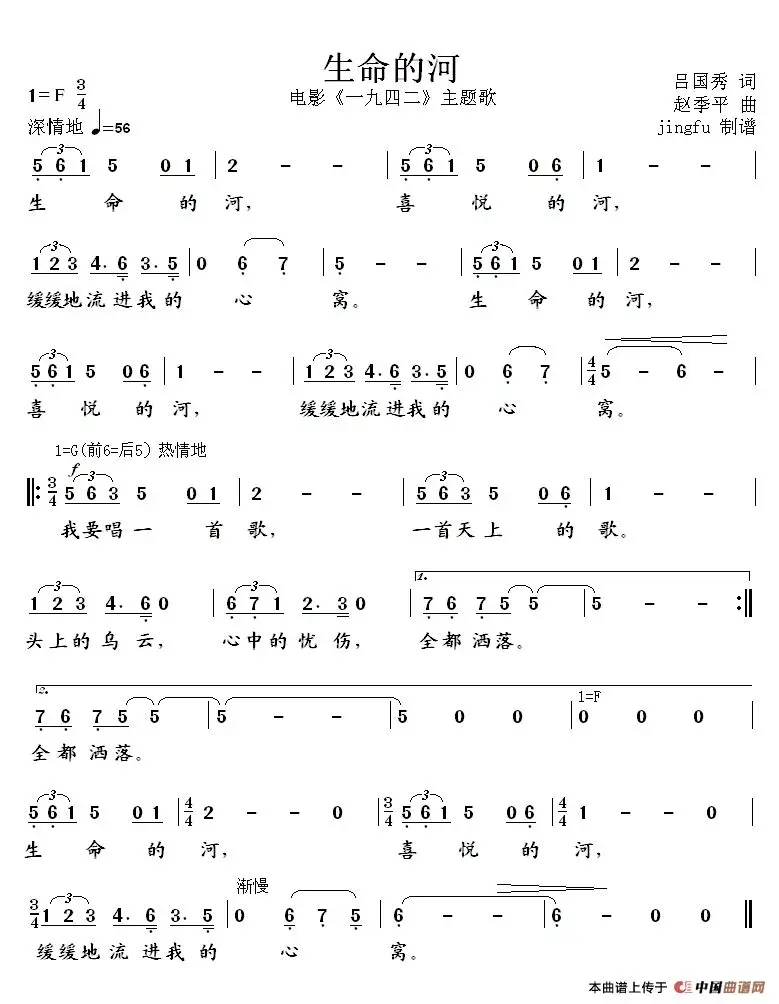 生命的河
1=F 3/4
电影《一九四二》主题歌
吕国秀 词
赵季平 曲
深情地 ♩=56
jingfu 制谱
5 6 1 5 0 1 | 2 - - | 5 6 1 5 0 6 | 1 - - |
生 命 的 河, 喜 悦 的 河,
1 2 3 4· 6 3· 5 | 0 6 7 | 5 - - | 5 6 1 5 0 1 | 2 - - |
缓缓地流进我的 心 窝。 生 命 的 河,
5 6 1 5 0 6 | 1 - - | 1 2 3 4· 6 3· 5 | 0 6 7 | 4/4 5 - 6 - |
喜 悦 的 河, 缓缓地流进我的 心 窝。
1=G(前6=后5) 热情地
f
3/4 5 6 3 5 0 1 | 2 - - | 5 6 3 5 0 6 | 1 - - |
我要唱一 首 歌, 一首天上 的 歌。
1.
1 2 3 4· 6 0 | 6 7 1 2· 3 0 | 7 6 7 5 5 | 5 - - :||
头上的乌 云, 心中的忧 伤, 全都 洒落。
2.
1=F
7 6 7 5 5 | 5 - - | 5 0 0 | 0 0 0 |
全都 洒落。
5 6 1 5 0 1 | 4/4 2 - - 0 | 3/4 5 6 1 5 0 6 | 4/4 1 - - 0 |
生 命 的 河, 喜 悦 的 河,
渐慢
3/4 1 2 3 4· 6 3· 5 | 0 6 7 5 | 6 - - | 6 - 0 0 ||
缓缓地流 进我 的 心 窝。
本曲谱上传于 中国曲谱网